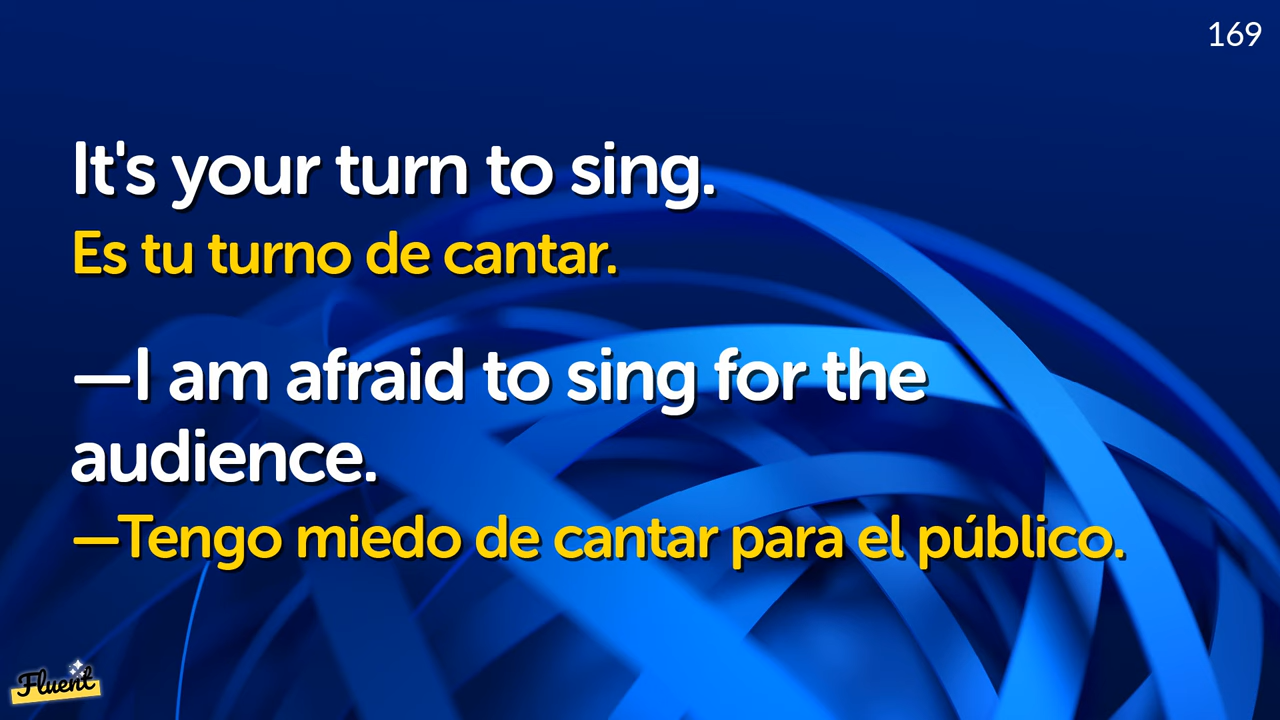 169
It's your turn to sing.
Es tu turno de cantar.
—I am afraid to sing for the
audience.
—Tengo miedo de cantar para el público.
Fluent